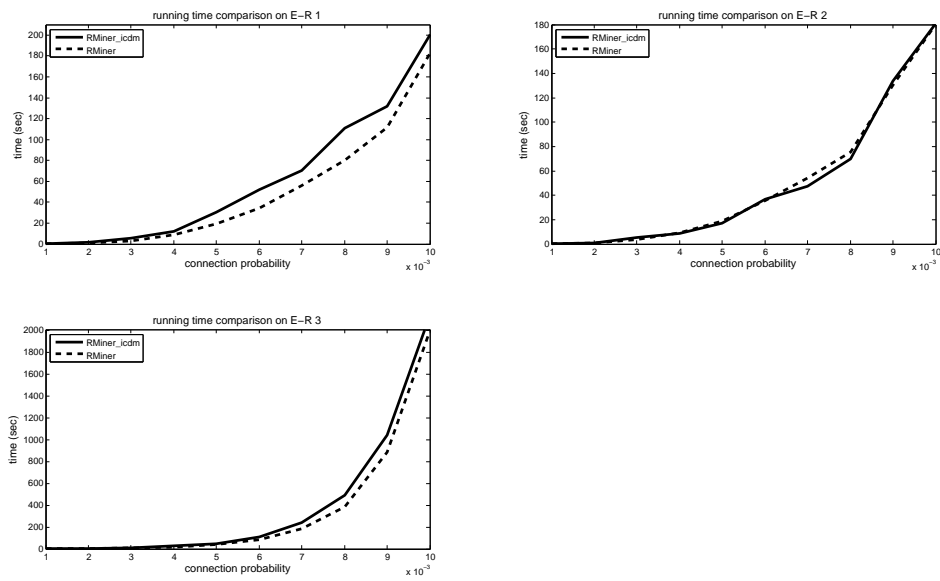 running time comparison on E−R 1
RMiner_icdm
RMiner
time (sec)
200
180
160
140
120
100
80
60
40
20
0
1 2 3 4 5 6 7 8 9 10
connection probability
x 10⁻³
running time comparison on E−R 2
RMiner_icdm
RMiner
time (sec)
180
160
140
120
100
80
60
40
20
0
1 2 3 4 5 6 7 8 9 10
connection probability
x 10⁻³
running time comparison on E−R 3
RMiner_icdm
RMiner
time (sec)
2000
1800
1600
1400
1200
1000
800
600
400
200
0
1 2 3 4 5 6 7 8 9 10
connection probability
x 10⁻³